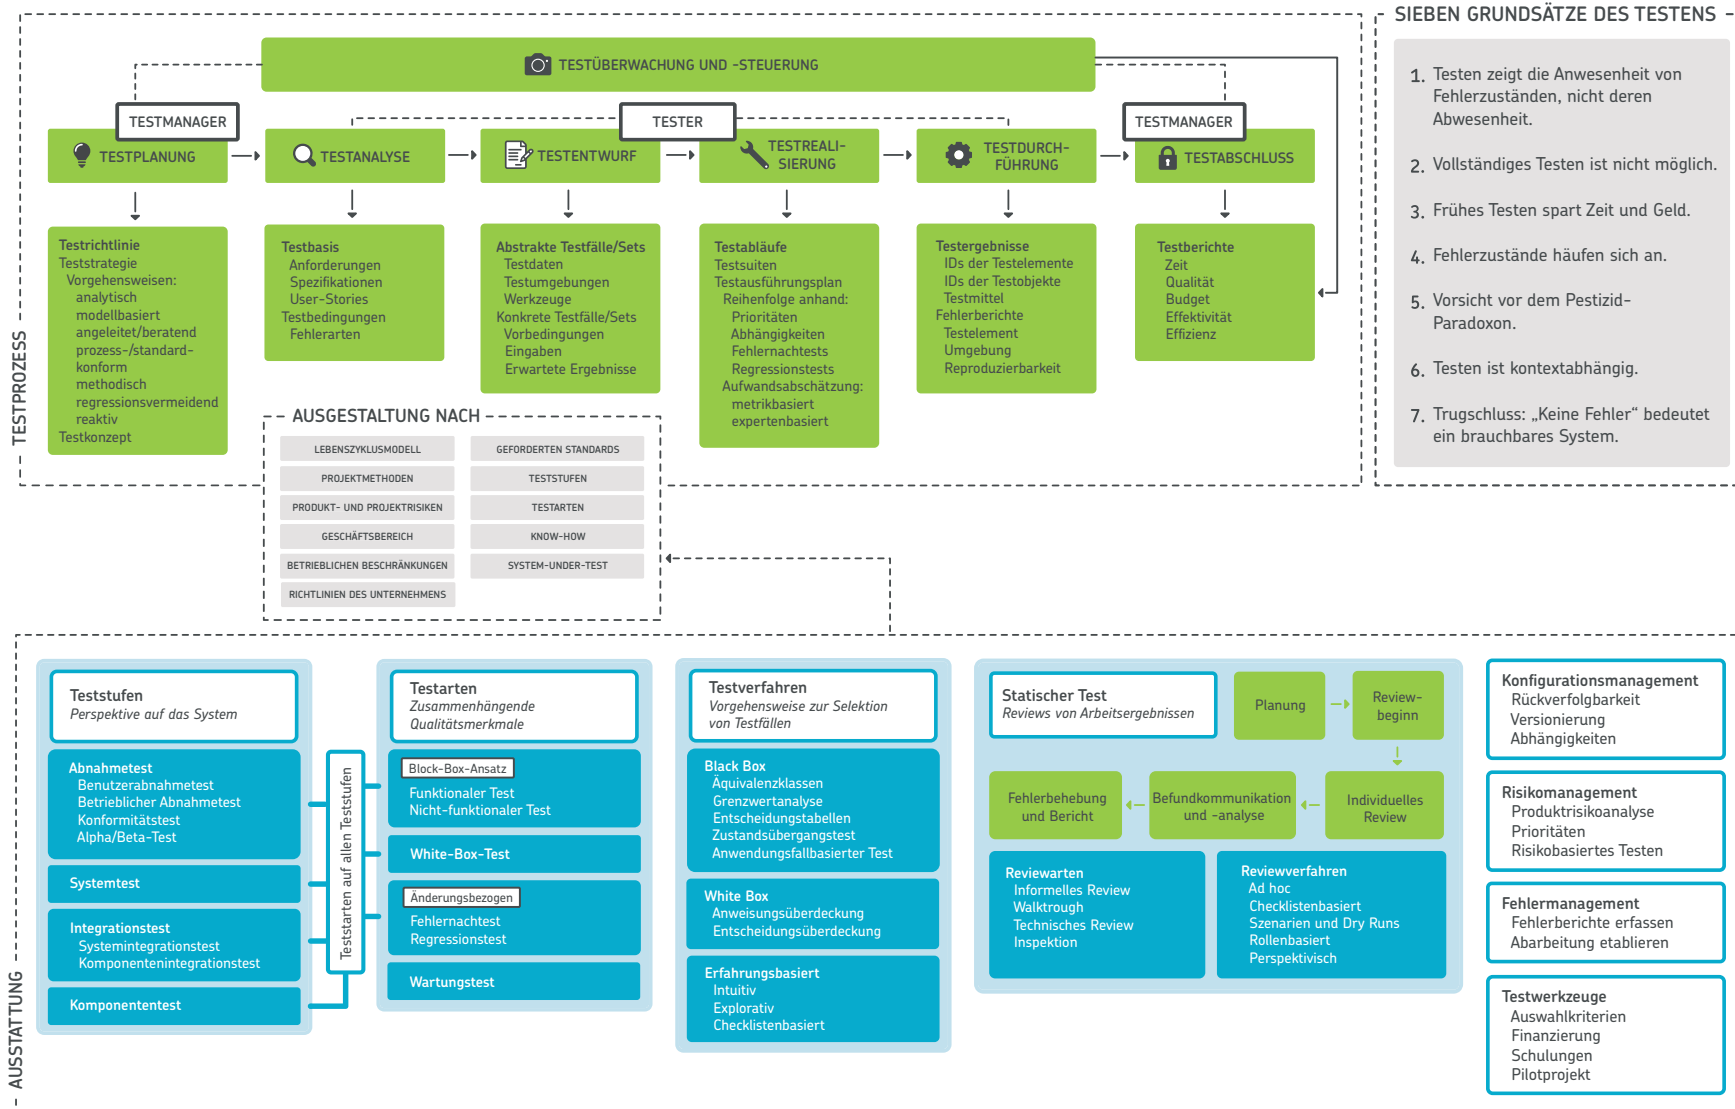 TESTPROZESS
TESTÜBERWACHUNG UND -STEUERUNG
TESTMANAGER
TESTER
TESTMANAGER
TESTPLANUNG
TESTANALYSE
TESTENTWURF
TESTREALI-
SIERUNG
TESTDURCH-
FÜHRUNG
TESTABSCHLUSS
Testrichtlinie
Teststrategie
Vorgehensweisen:
analytisch
modellbasiert
angeleitet/beratend
prozess-/standard-
konform
methodisch
regressionsvermeidend
reaktiv
Testkonzept
Testbasis
Anforderungen
Spezifikationen
User-Stories
Testbedingungen
Fehlerarten
Abstrakte Testfälle/Sets
Testdaten
Testumgebungen
Werkzeuge
Konkrete Testfälle/Sets
Vorbedingungen
Eingaben
Erwartete Ergebnisse
Testabläufe
Testsuiten
Testausführungsplan
Reihenfolge anhand:
Prioritäten
Abhängigkeiten
Fehlernachtests
Regressionstests
Aufwandsabschätzung:
metrikbasiert
expertenbasiert
Testergebnisse
IDs der Testelemente
IDs der Testobjekte
Testmittel
Fehlerberichte
Testelement
Umgebung
Reproduzierbarkeit
Testberichte
Zeit
Qualität
Budget
Effektivität
Effizienz
SIEBEN GRUNDSÄTZE DES TESTENS
1. Testen zeigt die Anwesenheit von
Fehlerzuständen, nicht deren
Abwesenheit.
2. Vollständiges Testen ist nicht möglich.
3. Frühes Testen spart Zeit und Geld.
4. Fehlerzustände häufen sich an.
5. Vorsicht vor dem Pestizid-
Paradoxon.
6. Testen ist kontextabhängig.
7. Trugschluss: „Keine Fehler“ bedeutet
ein brauchbares System.
AUSGESTALTUNG NACH
LEBENSZYKLUSMODELL
PROJEKTMETHODEN
PRODUKT- UND PROJEKTRISIKEN
GESCHÄFTSBEREICH
BETRIEBLICHEN BESCHRÄNKUNGEN
RICHTLINIEN DES UNTERNEHMENS
GEFORDERTEN STANDARDS
TESTSTUFEN
TESTARTEN
KNOW-HOW
SYSTEM-UNDER-TEST
AUSSTATTUNG
Teststufen
Perspektive auf das System
Abnahmetest
Benutzerabnahmetest
Betrieblicher Abnahmetest
Konformitätstest
Alpha/Beta-Test
Systemtest
Integrationstest
Systemintegrationstest
Komponentenintegrationstest
Komponententest
Teststarten auf allen Teststufen
Testarten
Zusammenhängende
Qualitätsmerkmale
Block-Box-Ansatz
Funktionaler Test
Nicht-funktionaler Test
White-Box-Test
Änderungsbezogen
Fehlernachtest
Regressionstest
Wartungstest
Testverfahren
Vorgehensweise zur Selektion
von Testfällen
Black Box
Äquivalenzklassen
Grenzwertanalyse
Entscheidungstabellen
Zustandsübergangstest
Anwendungsfallbasierter Test
White Box
Anweisungsüberdeckung
Entscheidungsüberdeckung
Erfahrungsbasiert
Intuitiv
Explorativ
Checklistenbasiert
Statischer Test
Reviews von Arbeitsergebnissen
Planung
Review-
beginn
Fehlerbehebung
und Bericht
Befundkommunikation
und -analyse
Individuelles
Review
Reviewarten
Informelles Review
Walktrough
Technisches Review
Inspektion
Reviewverfahren
Ad hoc
Checklistenbasiert
Szenarien und Dry Runs
Rollenbasiert
Perspektivisch
Konfigurationsmanagement
Rückverfolgbarkeit
Versionierung
Abhängigkeiten
Risikomanagement
Produktrisikoanalyse
Prioritäten
Risikobasiertes Testen
Fehlermanagement
Fehlerberichte erfassen
Abarbeitung etablieren
Testwerkzeuge
Auswahlkriterien
Finanzierung
Schulungen
Pilotprojekt